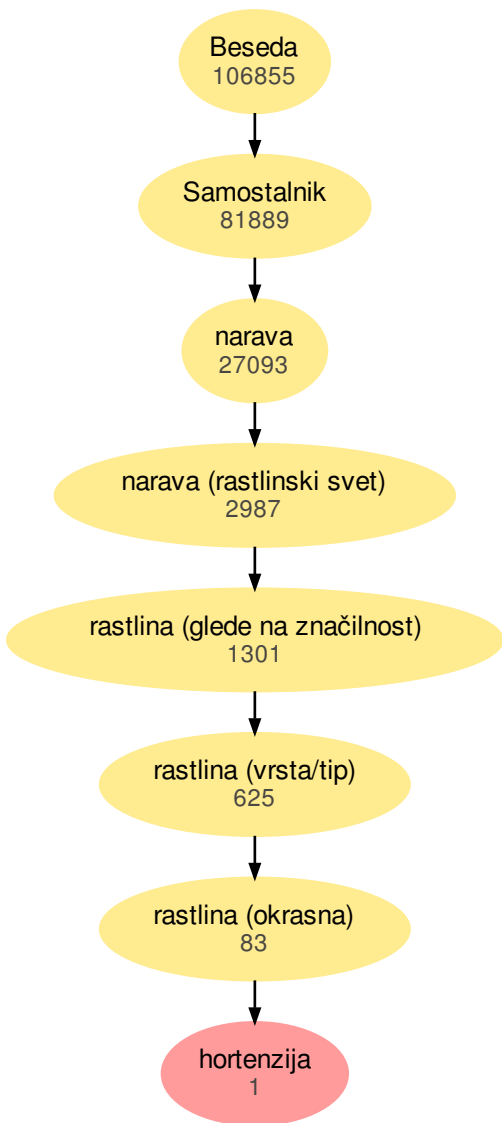 Beseda
106855
Samostalnik
81889
narava
27093
narava (rastlinski svet)
2987
rastlina (glede na značilnost)
1301
rastlina (vrsta/tip)
625
rastlina (okrasna)
83
hortenzija
1